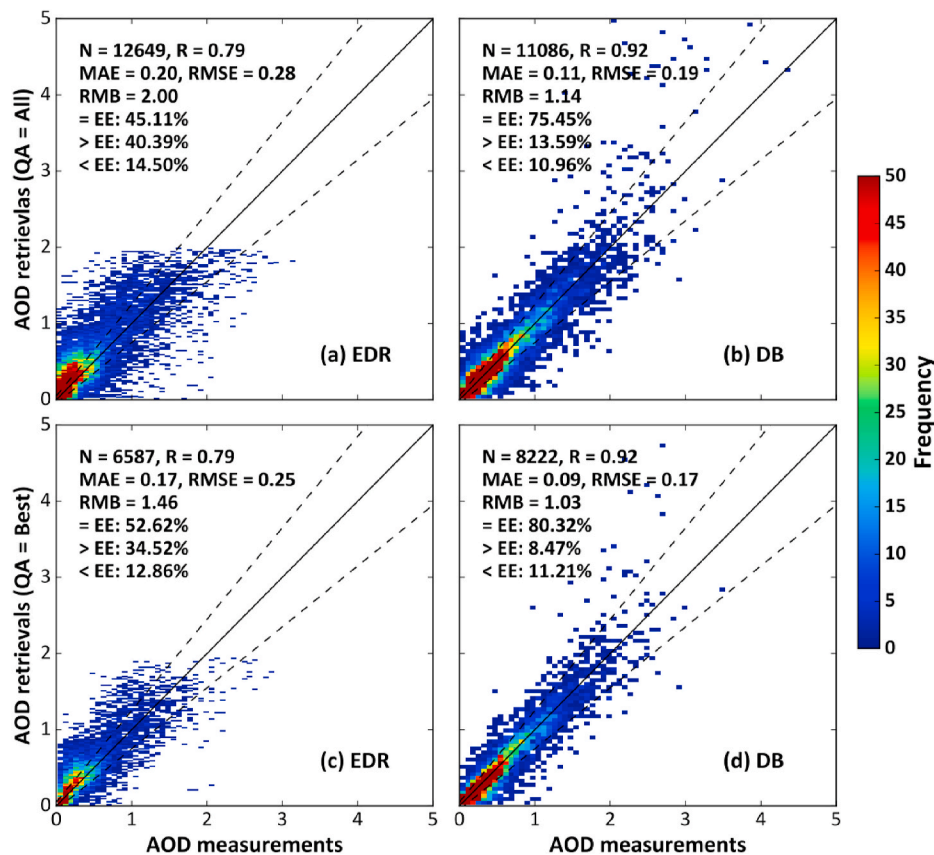 5
4
3
2
1
0
AOD retrievlas (QA = All)
N = 12649, R = 0.79
MAE = 0.20, RMSE = 0.28
RMB = 2.00
= EE: 45.11%
> EE: 40.39%
< EE: 14.50%
(a) EDR
N = 11086, R = 0.92
MAE = 0.11, RMSE = 0.19
RMB = 1.14
= EE: 75.45%
> EE: 13.59%
< EE: 10.96%
(b) DB
5
4
3
2
1
0
AOD retrievals (QA = Best)
N = 6587, R = 0.79
MAE = 0.17, RMSE = 0.25
RMB = 1.46
= EE: 52.62%
> EE: 34.52%
< EE: 12.86%
(c) EDR
N = 8222, R = 0.92
MAE = 0.09, RMSE = 0.17
RMB = 1.03
= EE: 80.32%
> EE: 8.47%
< EE: 11.21%
(d) DB
0 1 2 3 4 5
0 1 2 3 4 5
AOD measurements
AOD measurements
50
45
40
35
30
25
20
15
10
5
0
Frequency